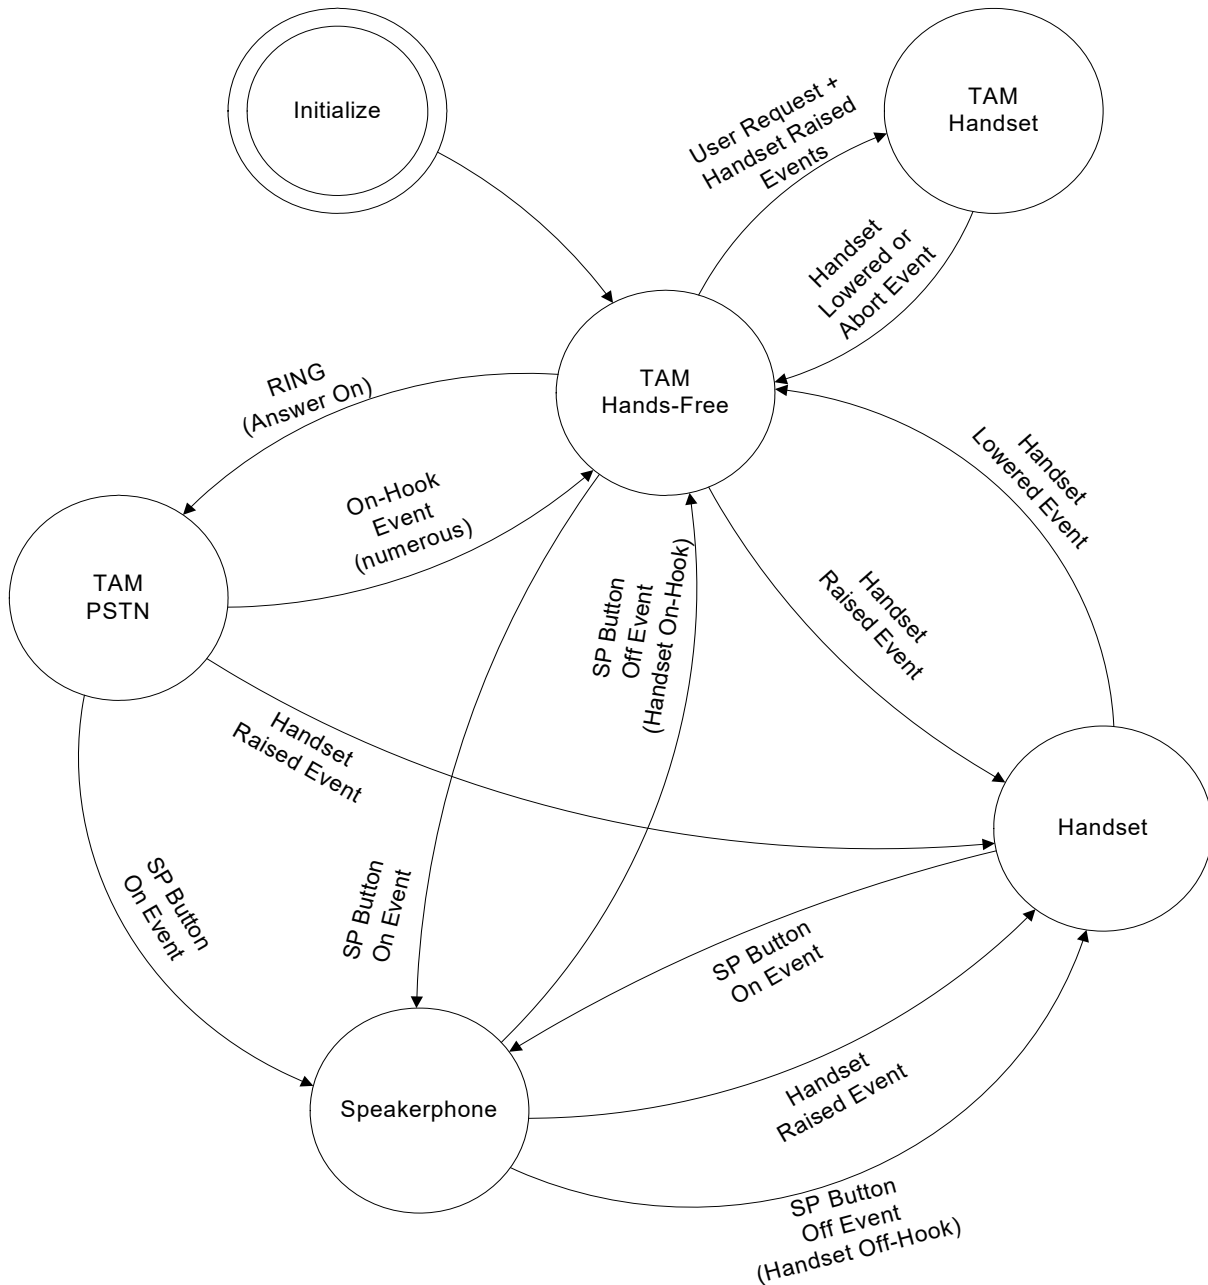 Initialize
TAM
Handset
User Request +
Handset Raised
Events
Handset
Lowered or
Abort Event
TAM
Hands-Free
RING
(Answer On)
On-Hook
Event
(numerous)
Handset
Lowered Event
TAM
PSTN
SP Button
Off Event
(Handset On-Hook)
Handset
Raised Event
Handset
Raised Event
Handset
SP Button
On Event
SP Button
On Event
SP Button
On Event
Speakerphone
Handset
Raised Event
SP Button
Off Event
(Handset Off-Hook)